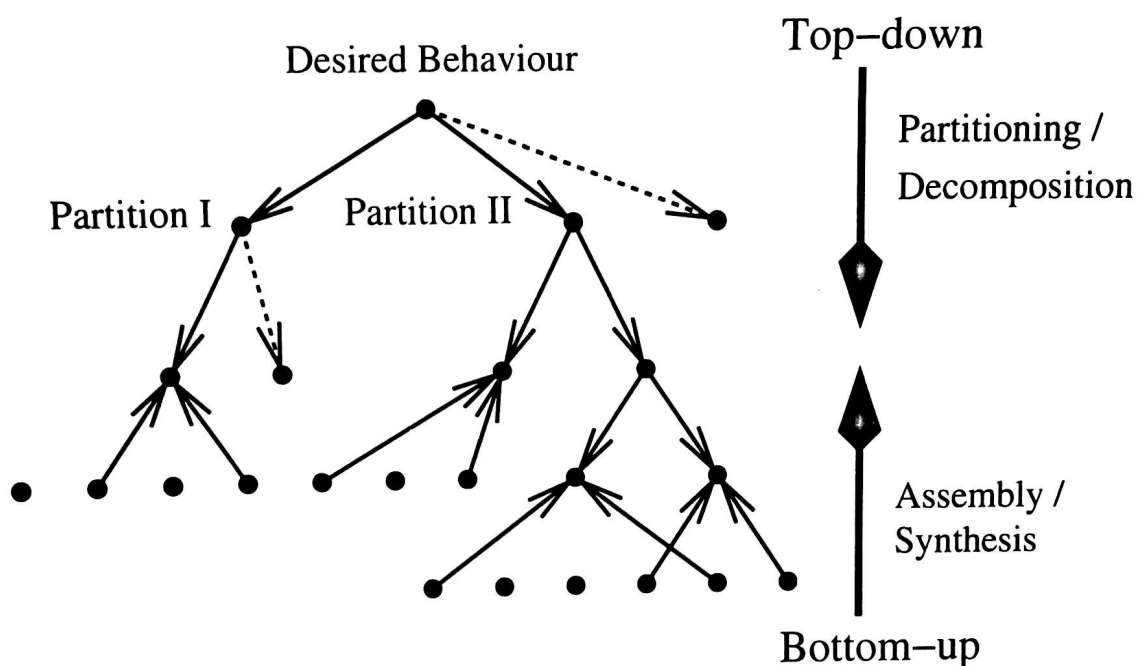 Top–down
Desired Behaviour
Partitioning /
Decomposition
Partition I
Partition II
Assembly /
Synthesis
Bottom–up